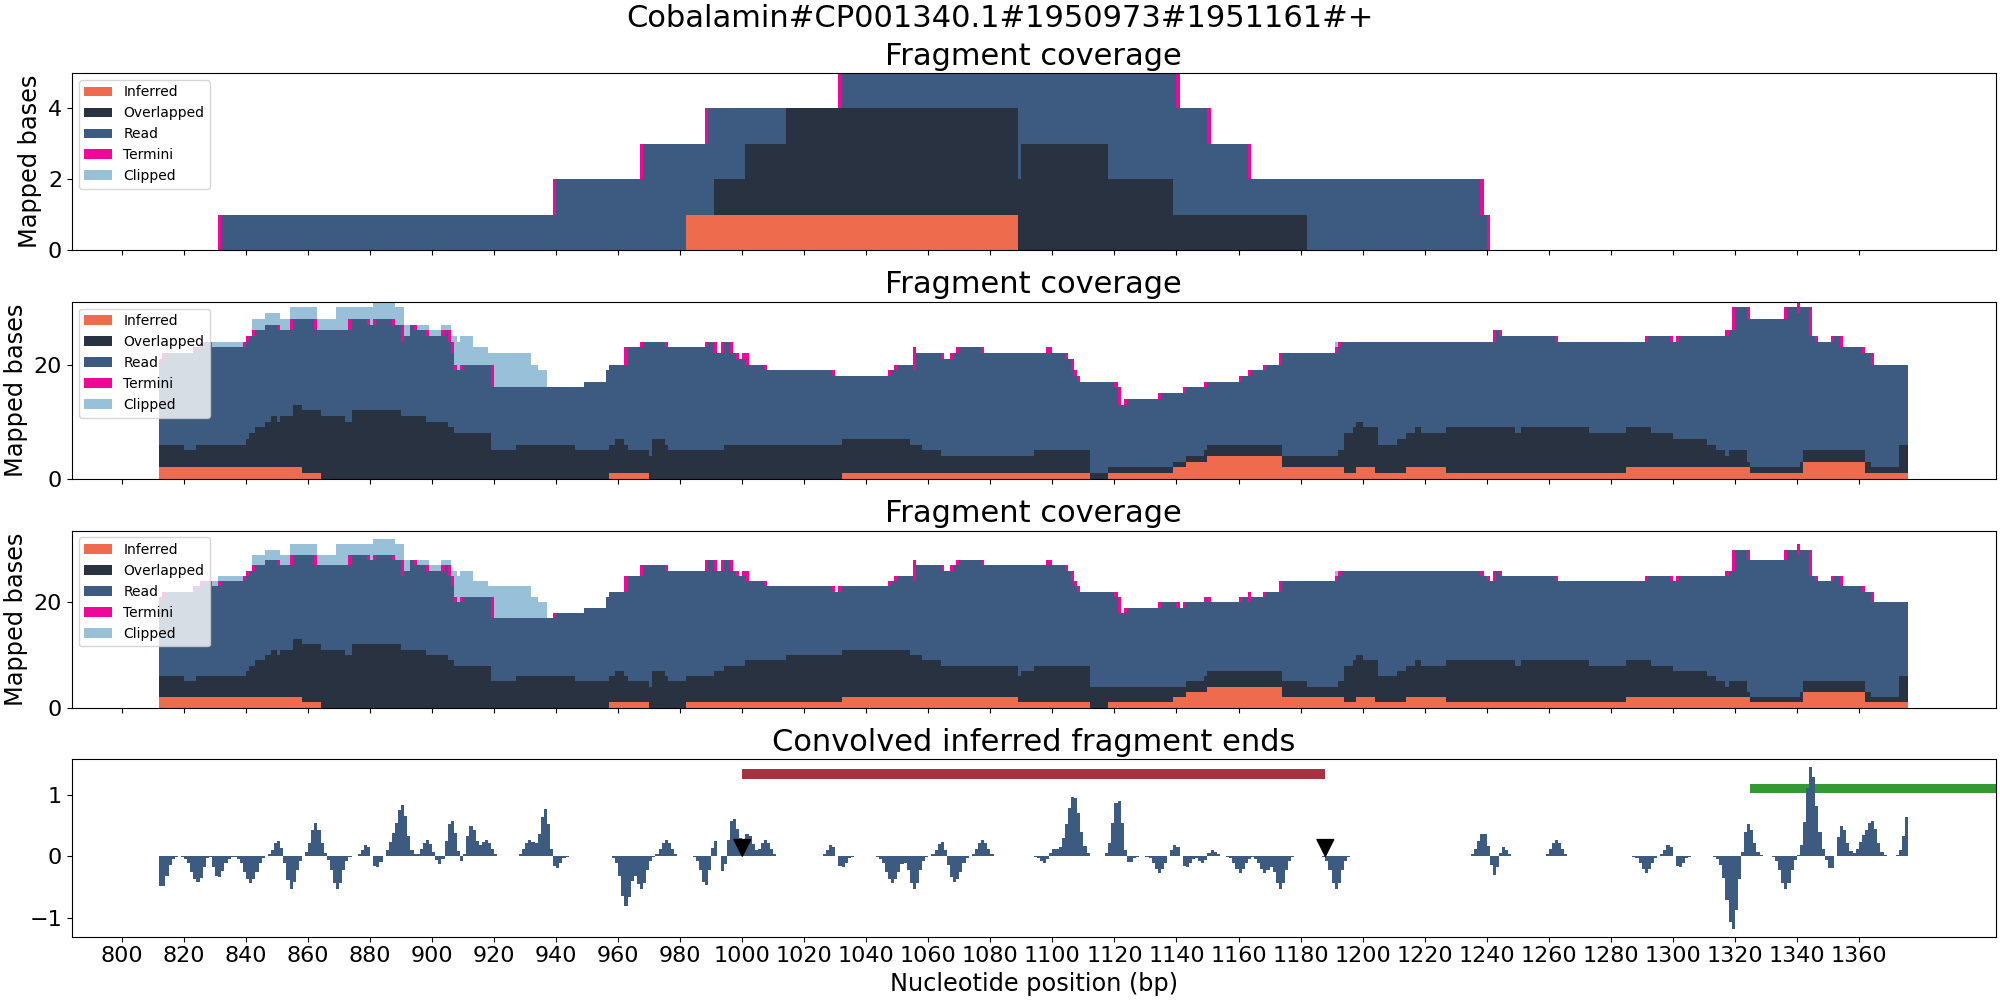 Cobalamin#CP001340.1#1950973#1951161#+
Fragment coverage
Mapped bases
4
2
0
Inferred
Overlapped
Read
Termini
Clipped
Fragment coverage
Mapped bases
20
0
Inferred
Overlapped
Read
Termini
Clipped
Fragment coverage
Mapped bases
20
0
Inferred
Overlapped
Read
Termini
Clipped
Convolved inferred fragment ends
1
0
−1
800 820 840 860 880 900 920 940 960 980 1000 1020 1040 1060 1080 1100 1120 1140 1160 1180 1200 1220 1240 1260 1280 1300 1320 1340 1360
Nucleotide position (bp)